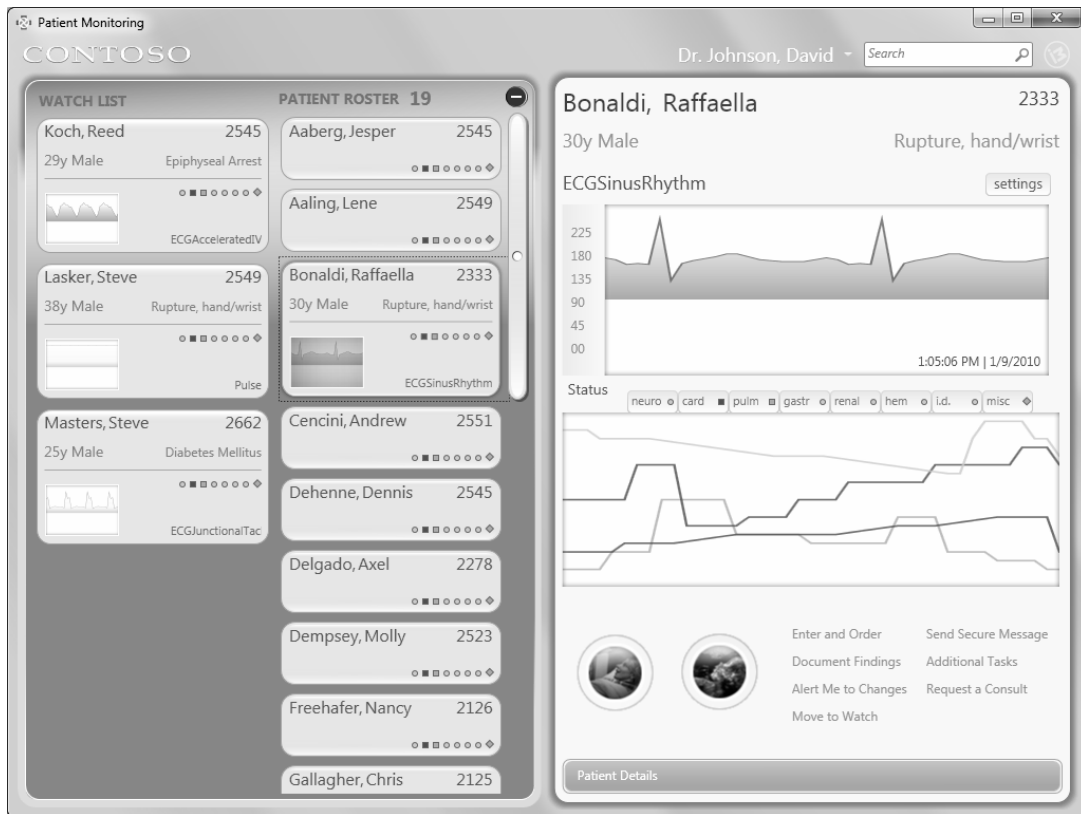 Patient Monitoring
CONTOSO
Dr. Johnson, David
Search
WATCH LIST
Koch, Reed 2545
29y Male Epiphyseal Arrest
ECGAcceleratedIV
Lasker, Steve 2549
38y Male Rupture, hand/wrist
Pulse
Masters, Steve 2662
25y Male Diabetes Mellitus
ECGJunctionalTac
PATIENT ROSTER 19
Aaberg, Jesper 2545
Aaling, Lene 2549
Bonaldi, Raffaella 2333
30y Male Rupture, hand/wrist
ECGSinusRhythm
Cencini, Andrew 2551
Dehenne, Dennis 2545
Delgado, Axel 2278
Dempsey, Molly 2523
Freehafer, Nancy 2126
Gallagher, Chris 2125
Bonaldi, Raffaella 2333
30y Male Rupture, hand/wrist
ECGSinusRhythm settings
225
180
135
90
45
00
1:05:06 PM | 1/9/2010
Status
neuro card pulm gastr renal hem i.d. misc
Enter and Order Send Secure Message
Document Findings Additional Tasks
Alert Me to Changes Request a Consult
Move to Watch
Patient Details